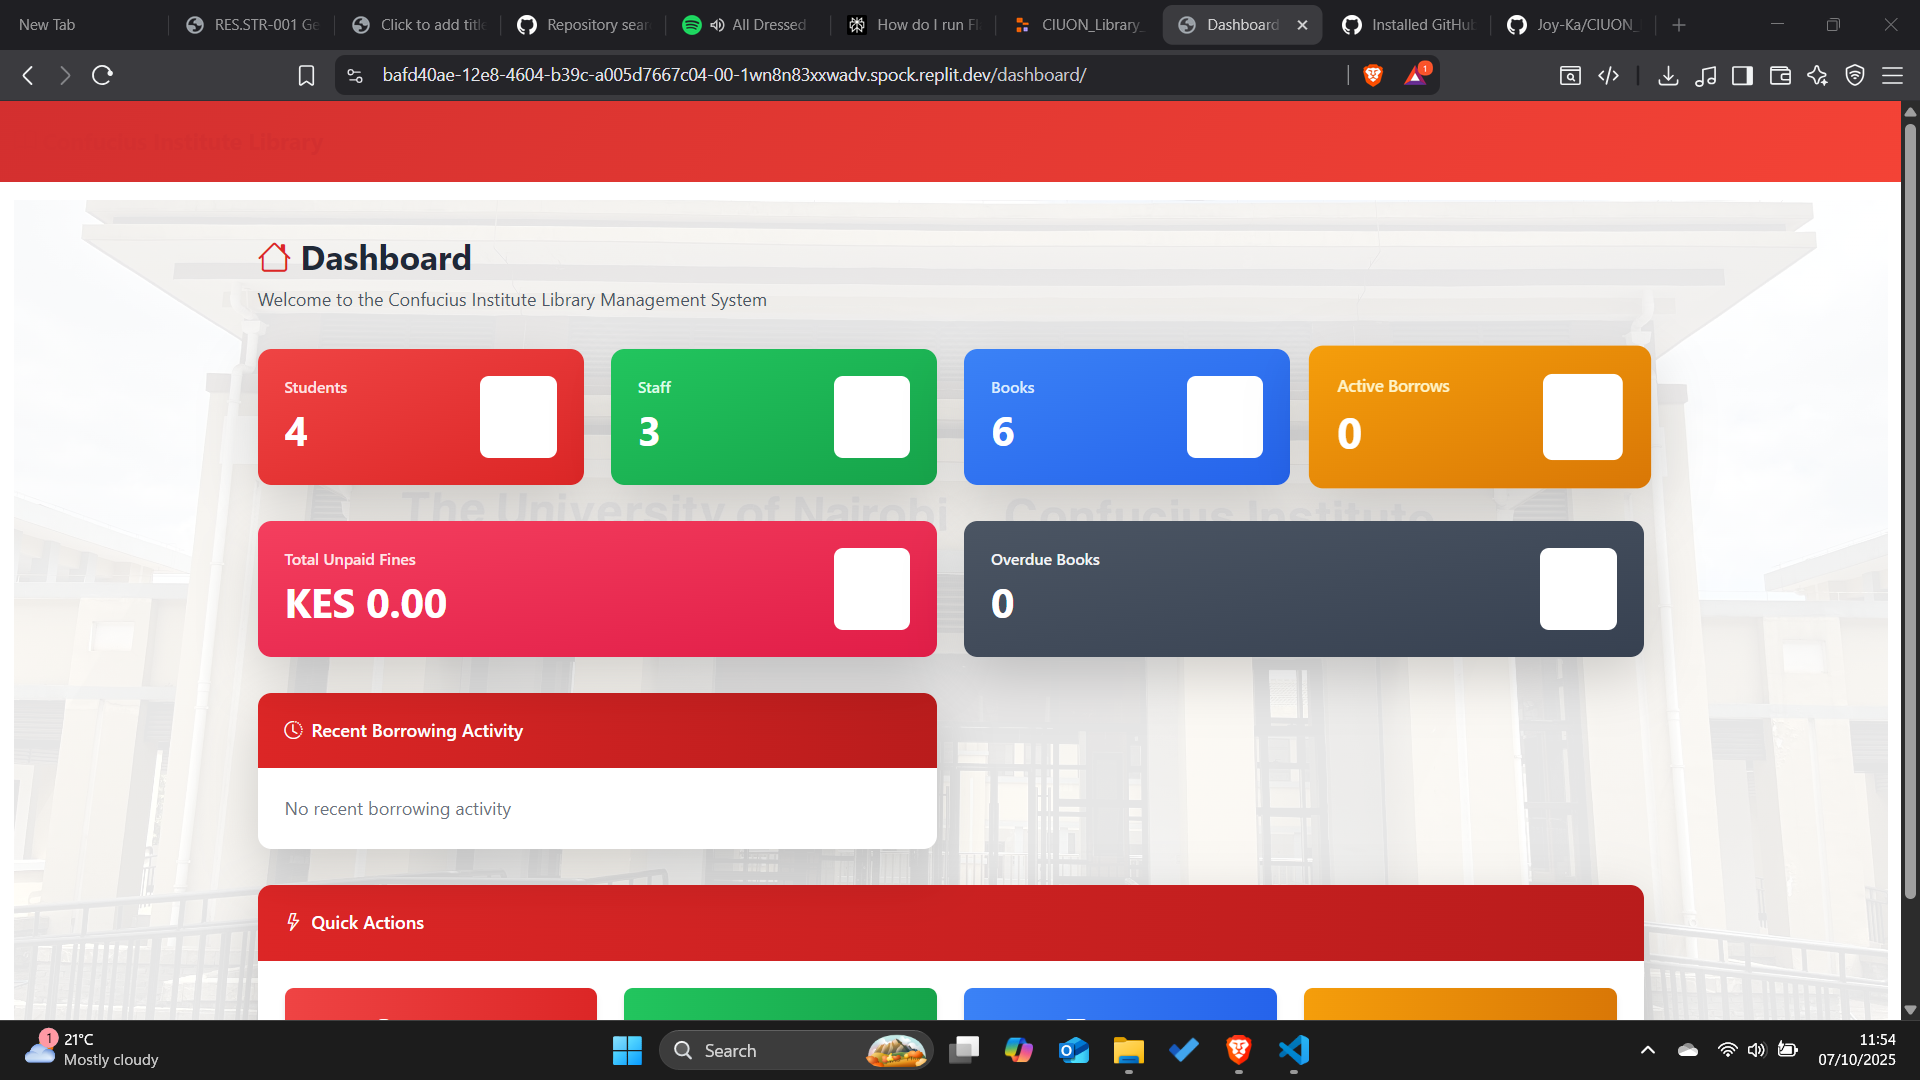 New Tab
RES.STR-001 Ge
Click to add title
Repository sear
All Dressed
How do I run Fl
CIUON_Library_
Dashboard
Installed GitHub
Joy-Ka/CIUON_
bafd40ae-12e8-4604-b39c-a005d7667c04-00-1wn8n83xxwadv.spock.replit.dev/dashboard/
1
Institute Library
Dashboard
Welcome to the Confucius Institute Library Management System
Students
4
Staff
3
Books
6
Active Borrows
0
The University of Nairobi Confucius Institute
Total Unpaid Fines
KES 0.00
Overdue Books
0
Recent Borrowing Activity
No recent borrowing activity
Quick Actions
1
21°C
Mostly cloudy
Search
11:54
07/10/2025